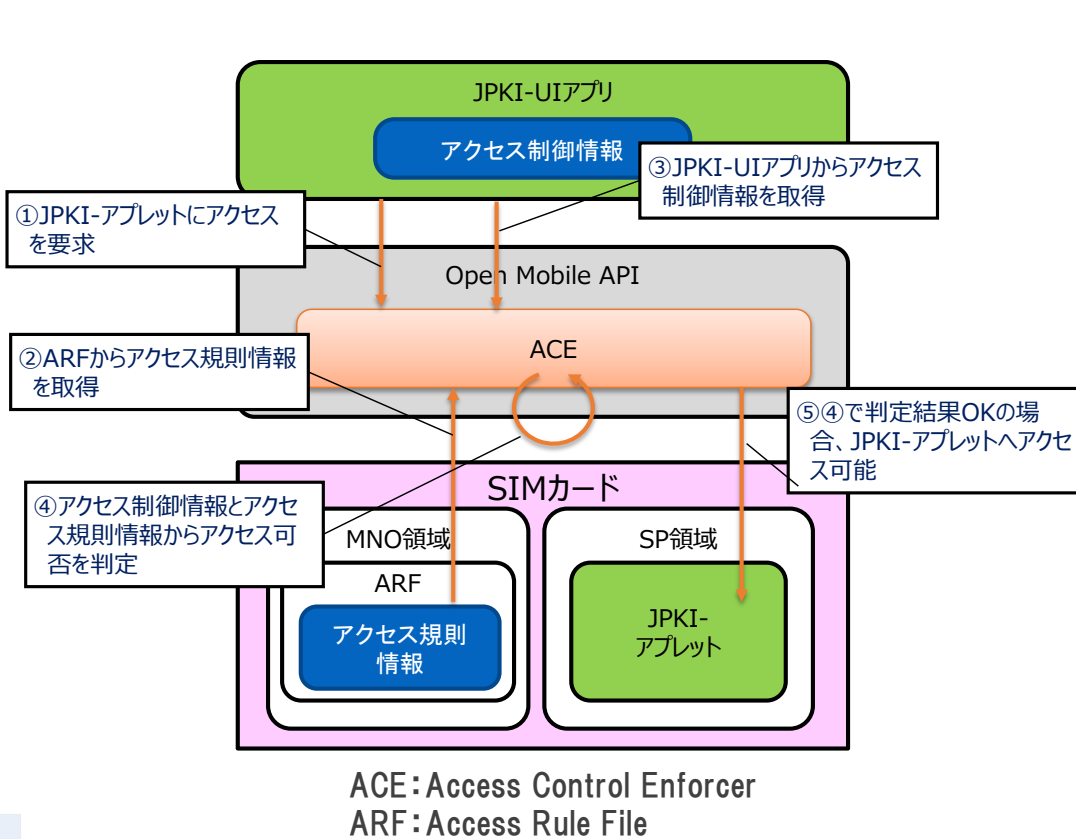 JPKI-UIアプリ
アクセス制御情報
③JPKI-UIアプリからアクセス
制御情報を取得
①JPKI-アプレットにアクセス
を要求
Open Mobile API
ACE
②ARFからアクセス規則情報
を取得
⑤④で判定結果OKの場
合、JPKI-アプレットへアクセ
ス可能
SIMカード
④アクセス制御情報とアクセ
ス規則情報からアクセス可
否を判定
MNO領域
SP領域
ARF
アクセス規則
情報
JPKI-
アプレット
ACE：Access Control Enforcer
ARF：Access Rule File